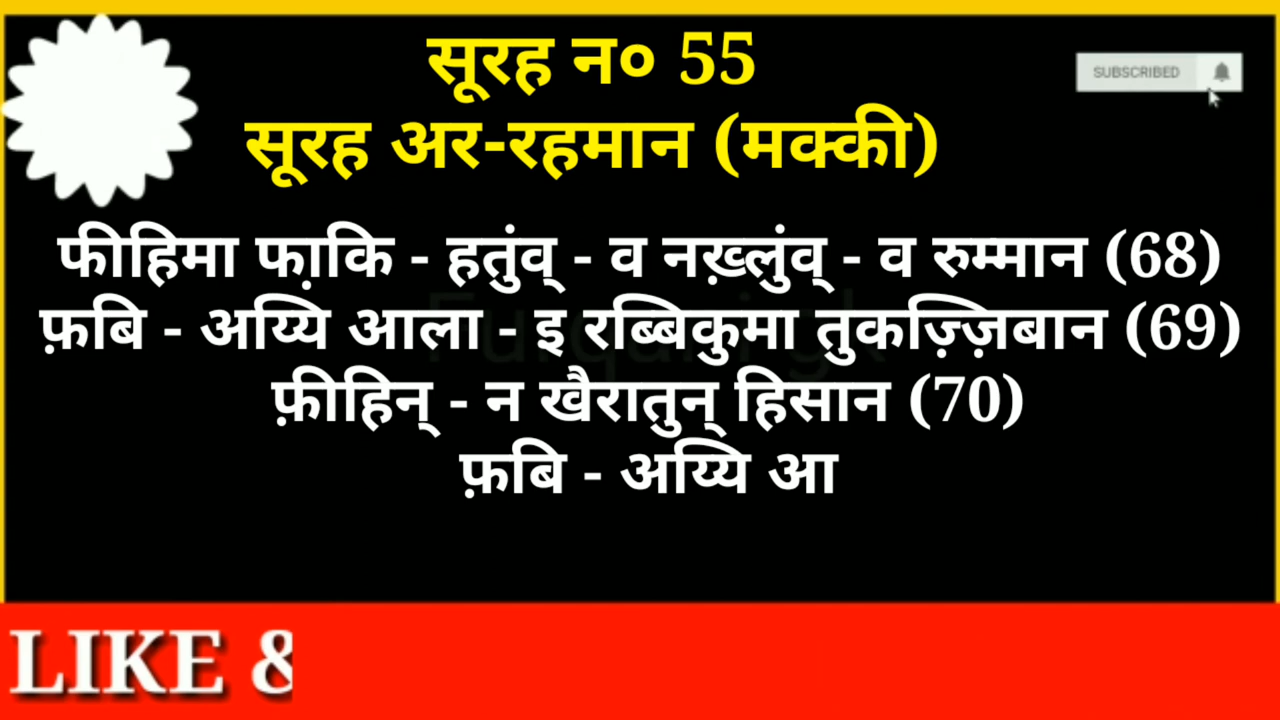 सूरह न० 55
SUBSCRIBED
सूरह अर-रहमान (मक्की)
फीहिमा फा़कि - हतुंव् - व नख़्लुंव् - व रुम्मान (68)
फ़बि - अय्यि आला - इ रब्बिकुमा तुकज़्ज़िबान (69)
फ़ीहिन् - न खैरातुन् हिसान (70)
फ़बि - अय्यि आ
LIKE &